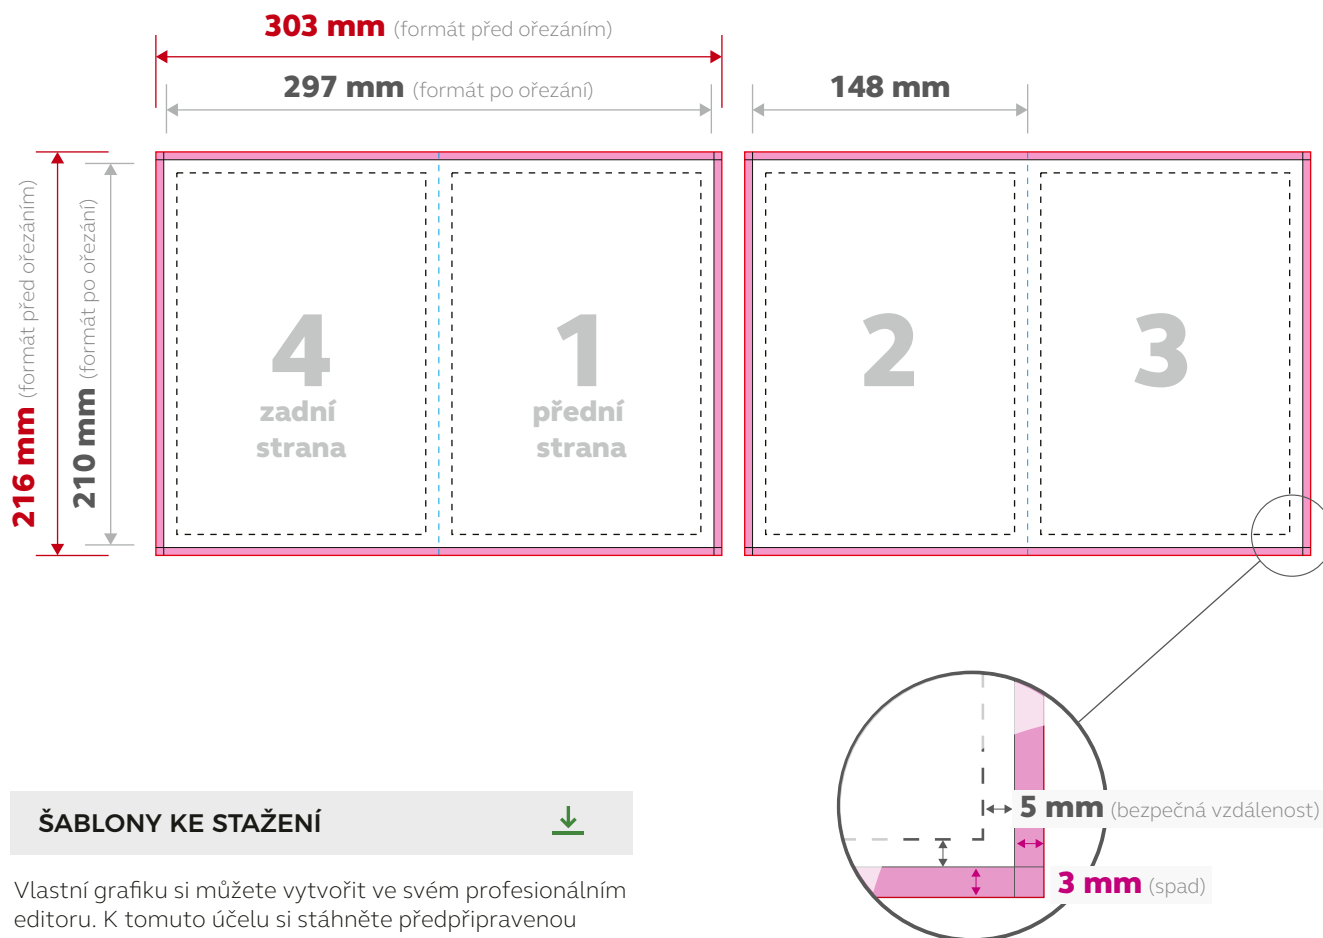 303 mm (formát před ořezáním)
297 mm (formát po ořezání)
148 mm
216 mm (formát před ořezáním)
210 mm (formát po ořezání)
4
zadní
strana
1
přední
strana
2
3
5 mm (bezpečná vzdálenost)
3 mm (spad)
ŠABLONY KE STAŽENÍ
Vlastní grafiku si můžete vytvořit ve svém profesionálním
editoru. K tomuto účelu si stáhněte předpřipravenou